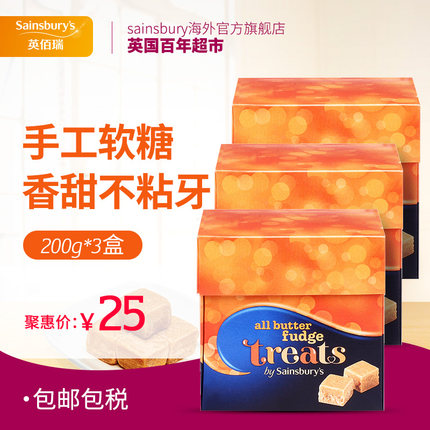 Sainsbury's
英佰瑞
sainsbury海外官方旗舰店
英国百年超市
手工软糖
香甜不粘牙
200g*3盒
聚惠价:¥25
all butter
fudge
treats
by Sainsbury's
·包邮包税